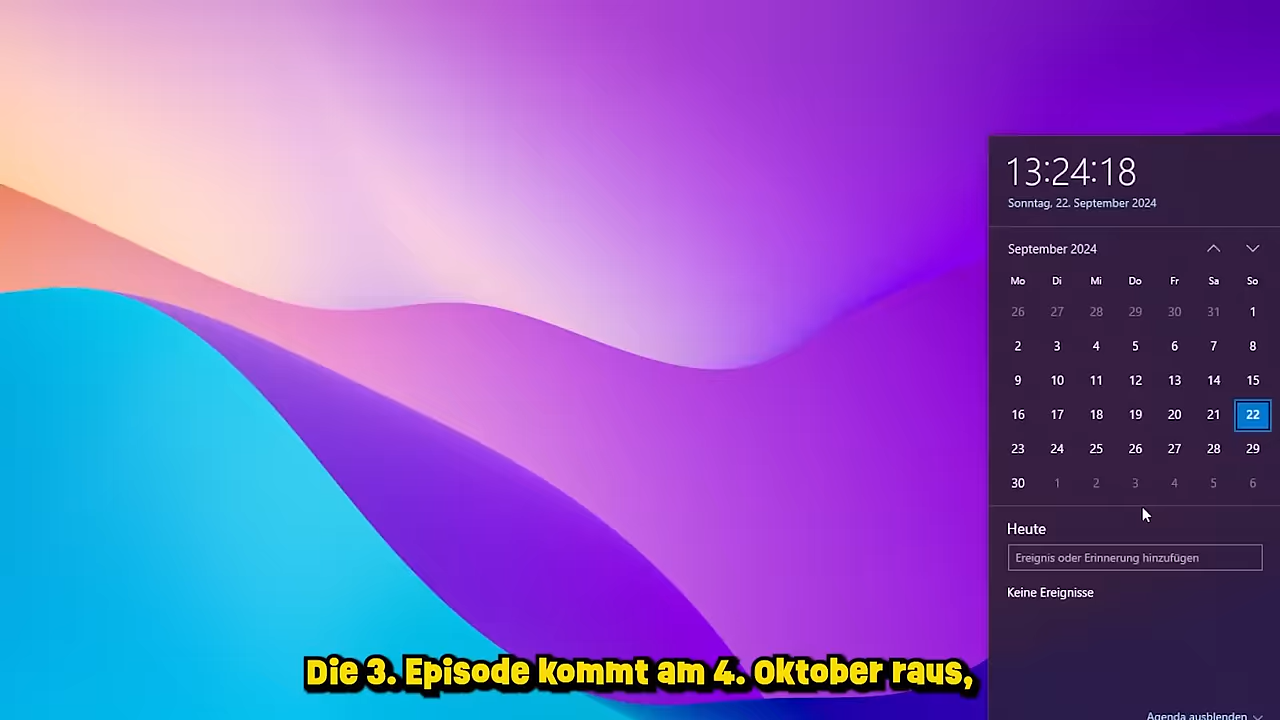 13:24:18
Sonntag, 22. September 2024
September 2024
Mo Di Mi Do Fr Sa So
26 27 28 29 30 31 1
2 3 4 5 6 7 8
9 10 11 12 13 14 15
16 17 18 19 20 21 22
23 24 25 26 27 28 29
30 1 2 3 4 5 6
Heute
Ereignis oder Erinnerung hinzufügen
Keine Ereignisse
Agenda ausblenden
Die 3. Episode kommt am 4. Oktober raus,